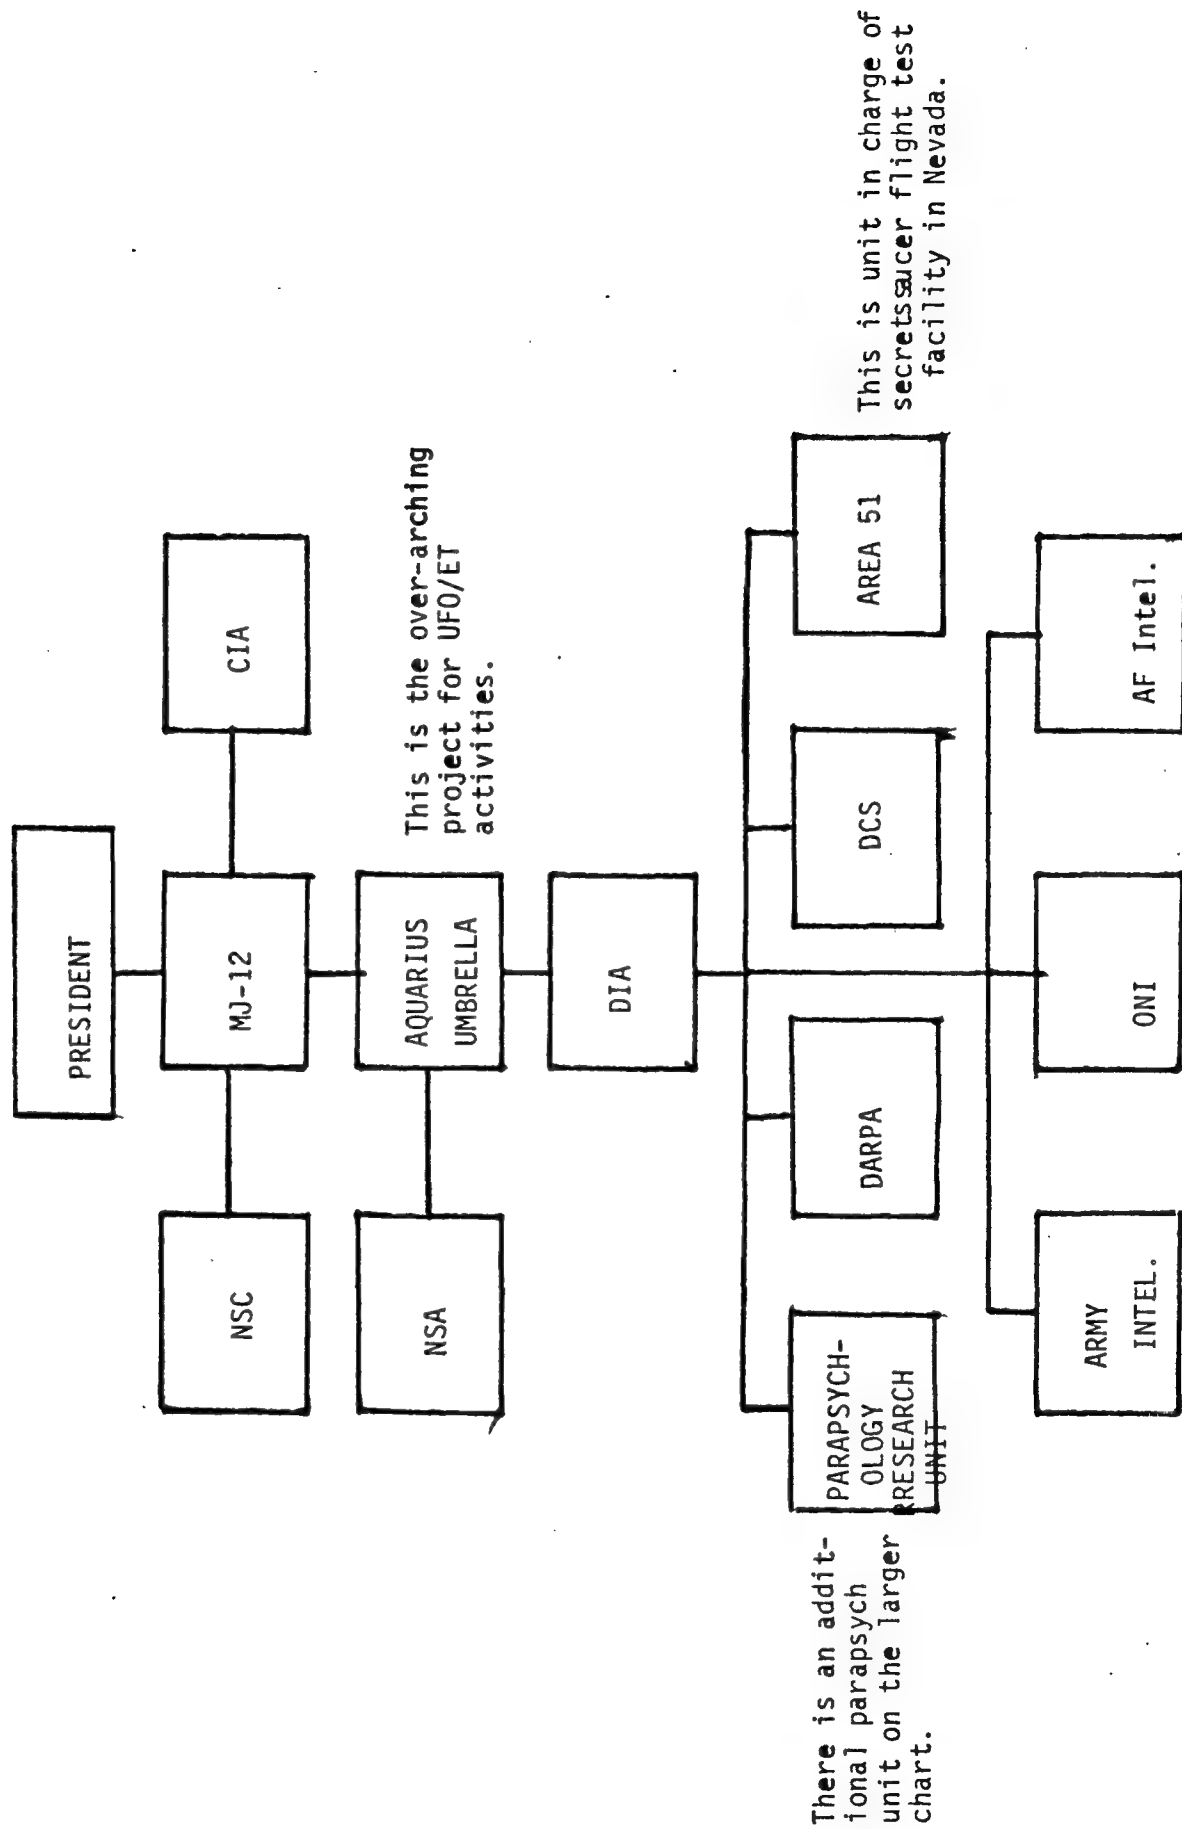 PRESIDENT
NSC
MJ-12
CIA
NSA
AQUARIUS
UMBRELLA
This is the over-arching
project for UFO/ET
activities.
DIA
There is an addit-
ional parapsych
unit on the larger
chart.
PARAPSYCH-
OLOGY
RRESEARCH
UNIT
DARPA
DCS
AREA 51
This is unit in charge of
secretssaucer flight test
facility in Nevada.
ARMY
INTEL.
ONI
AF Intel.